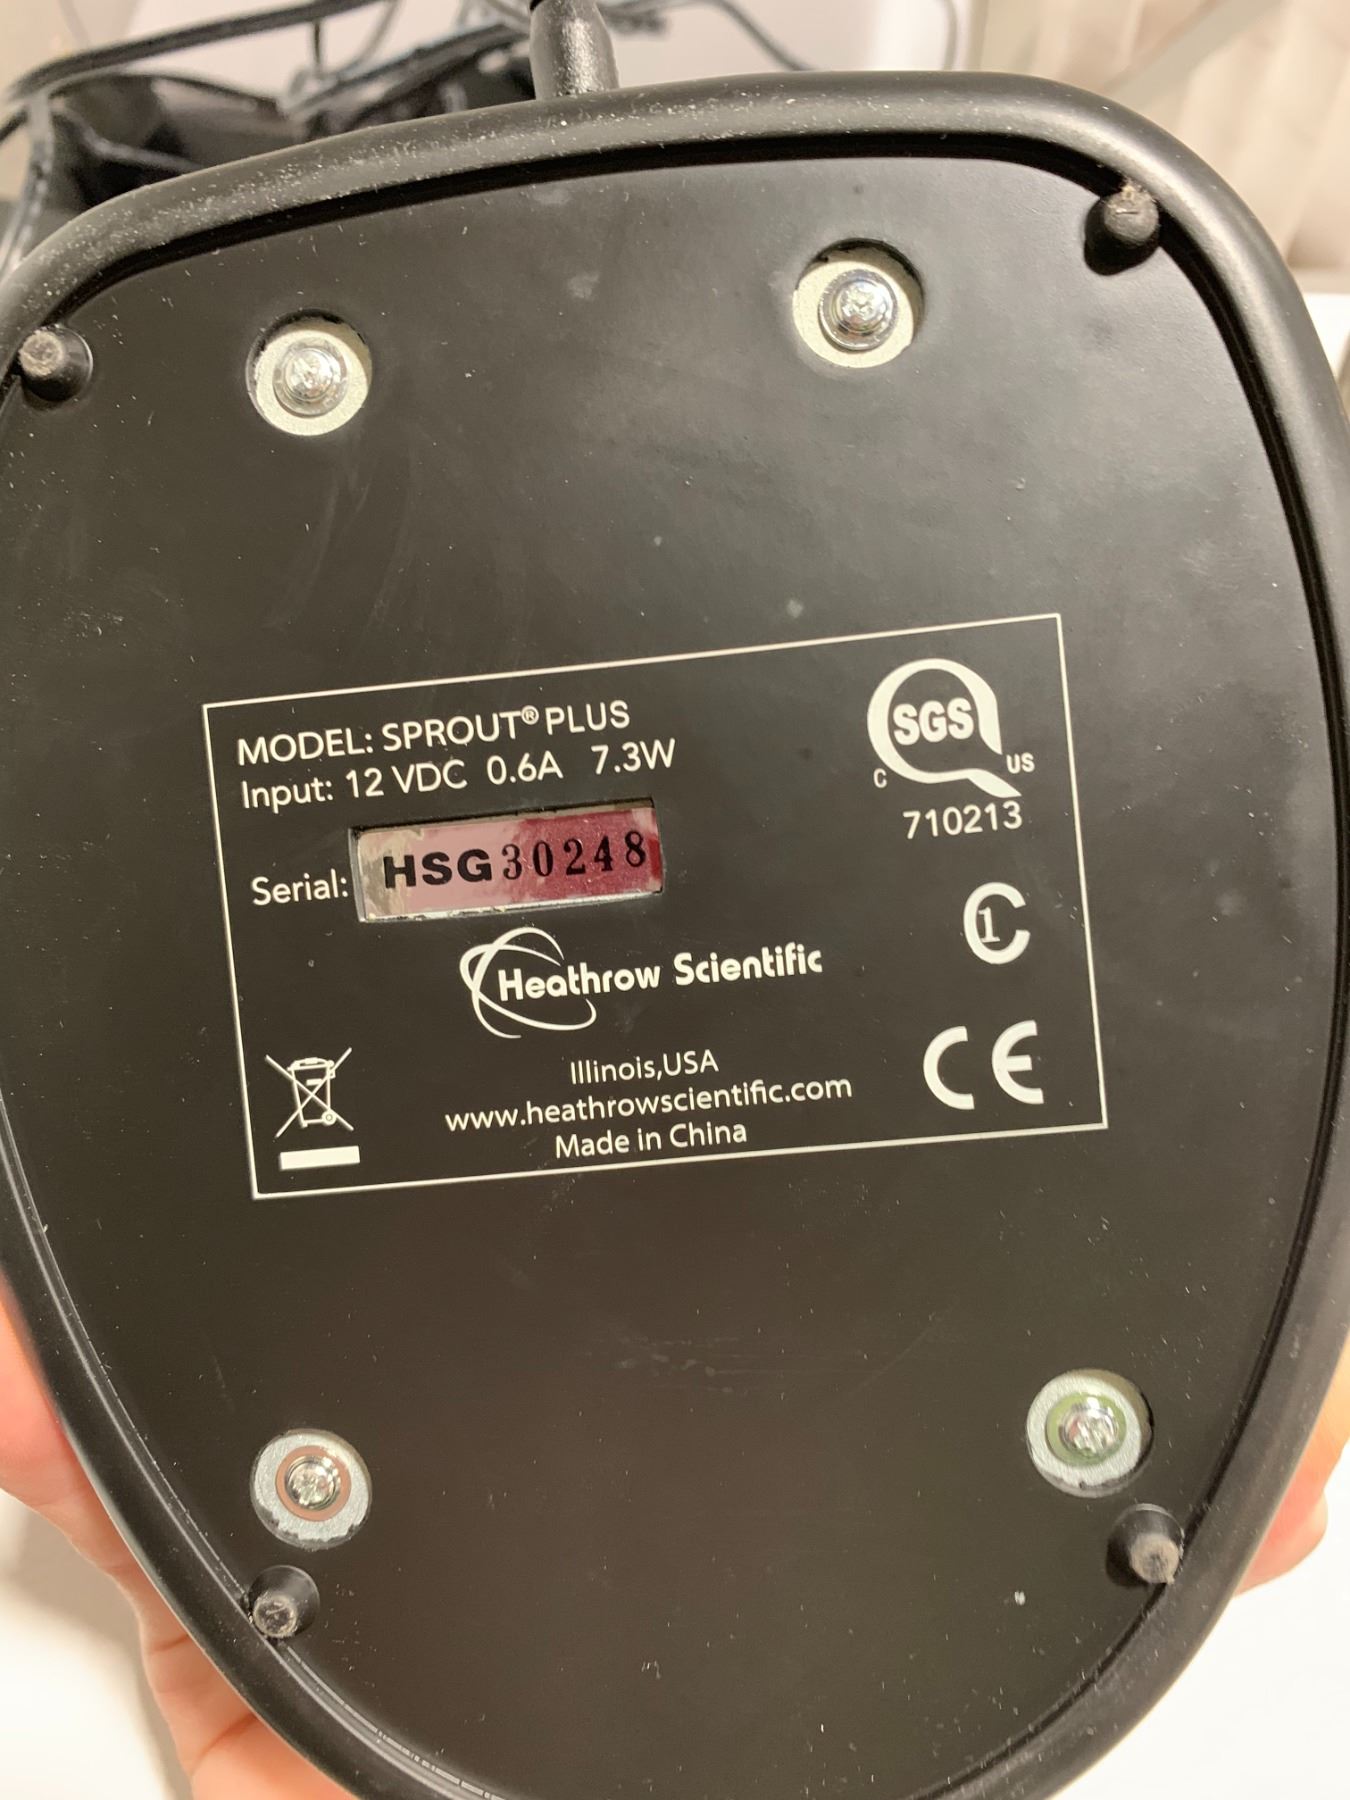 MODEL: SPROUT® PLUS
Input: 12 VDC 0.6A 7.3W
Serial: HSG30248
SGS
C US
710213
C1
Heathrow Scientific
CE
Illinois,USA
www.heathrowscientific.com
Made in China